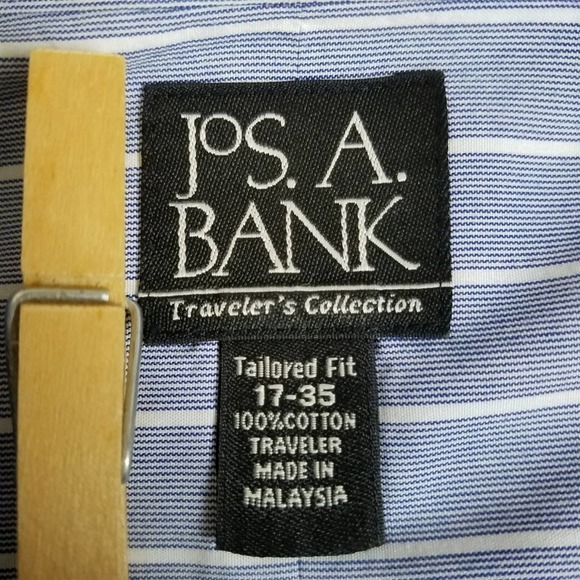 JoS. A.
BANK
Traveler's Collection
Tailored Fit
17-35
100%COTTON
TRAVELER
MADE IN
MALAYSIA